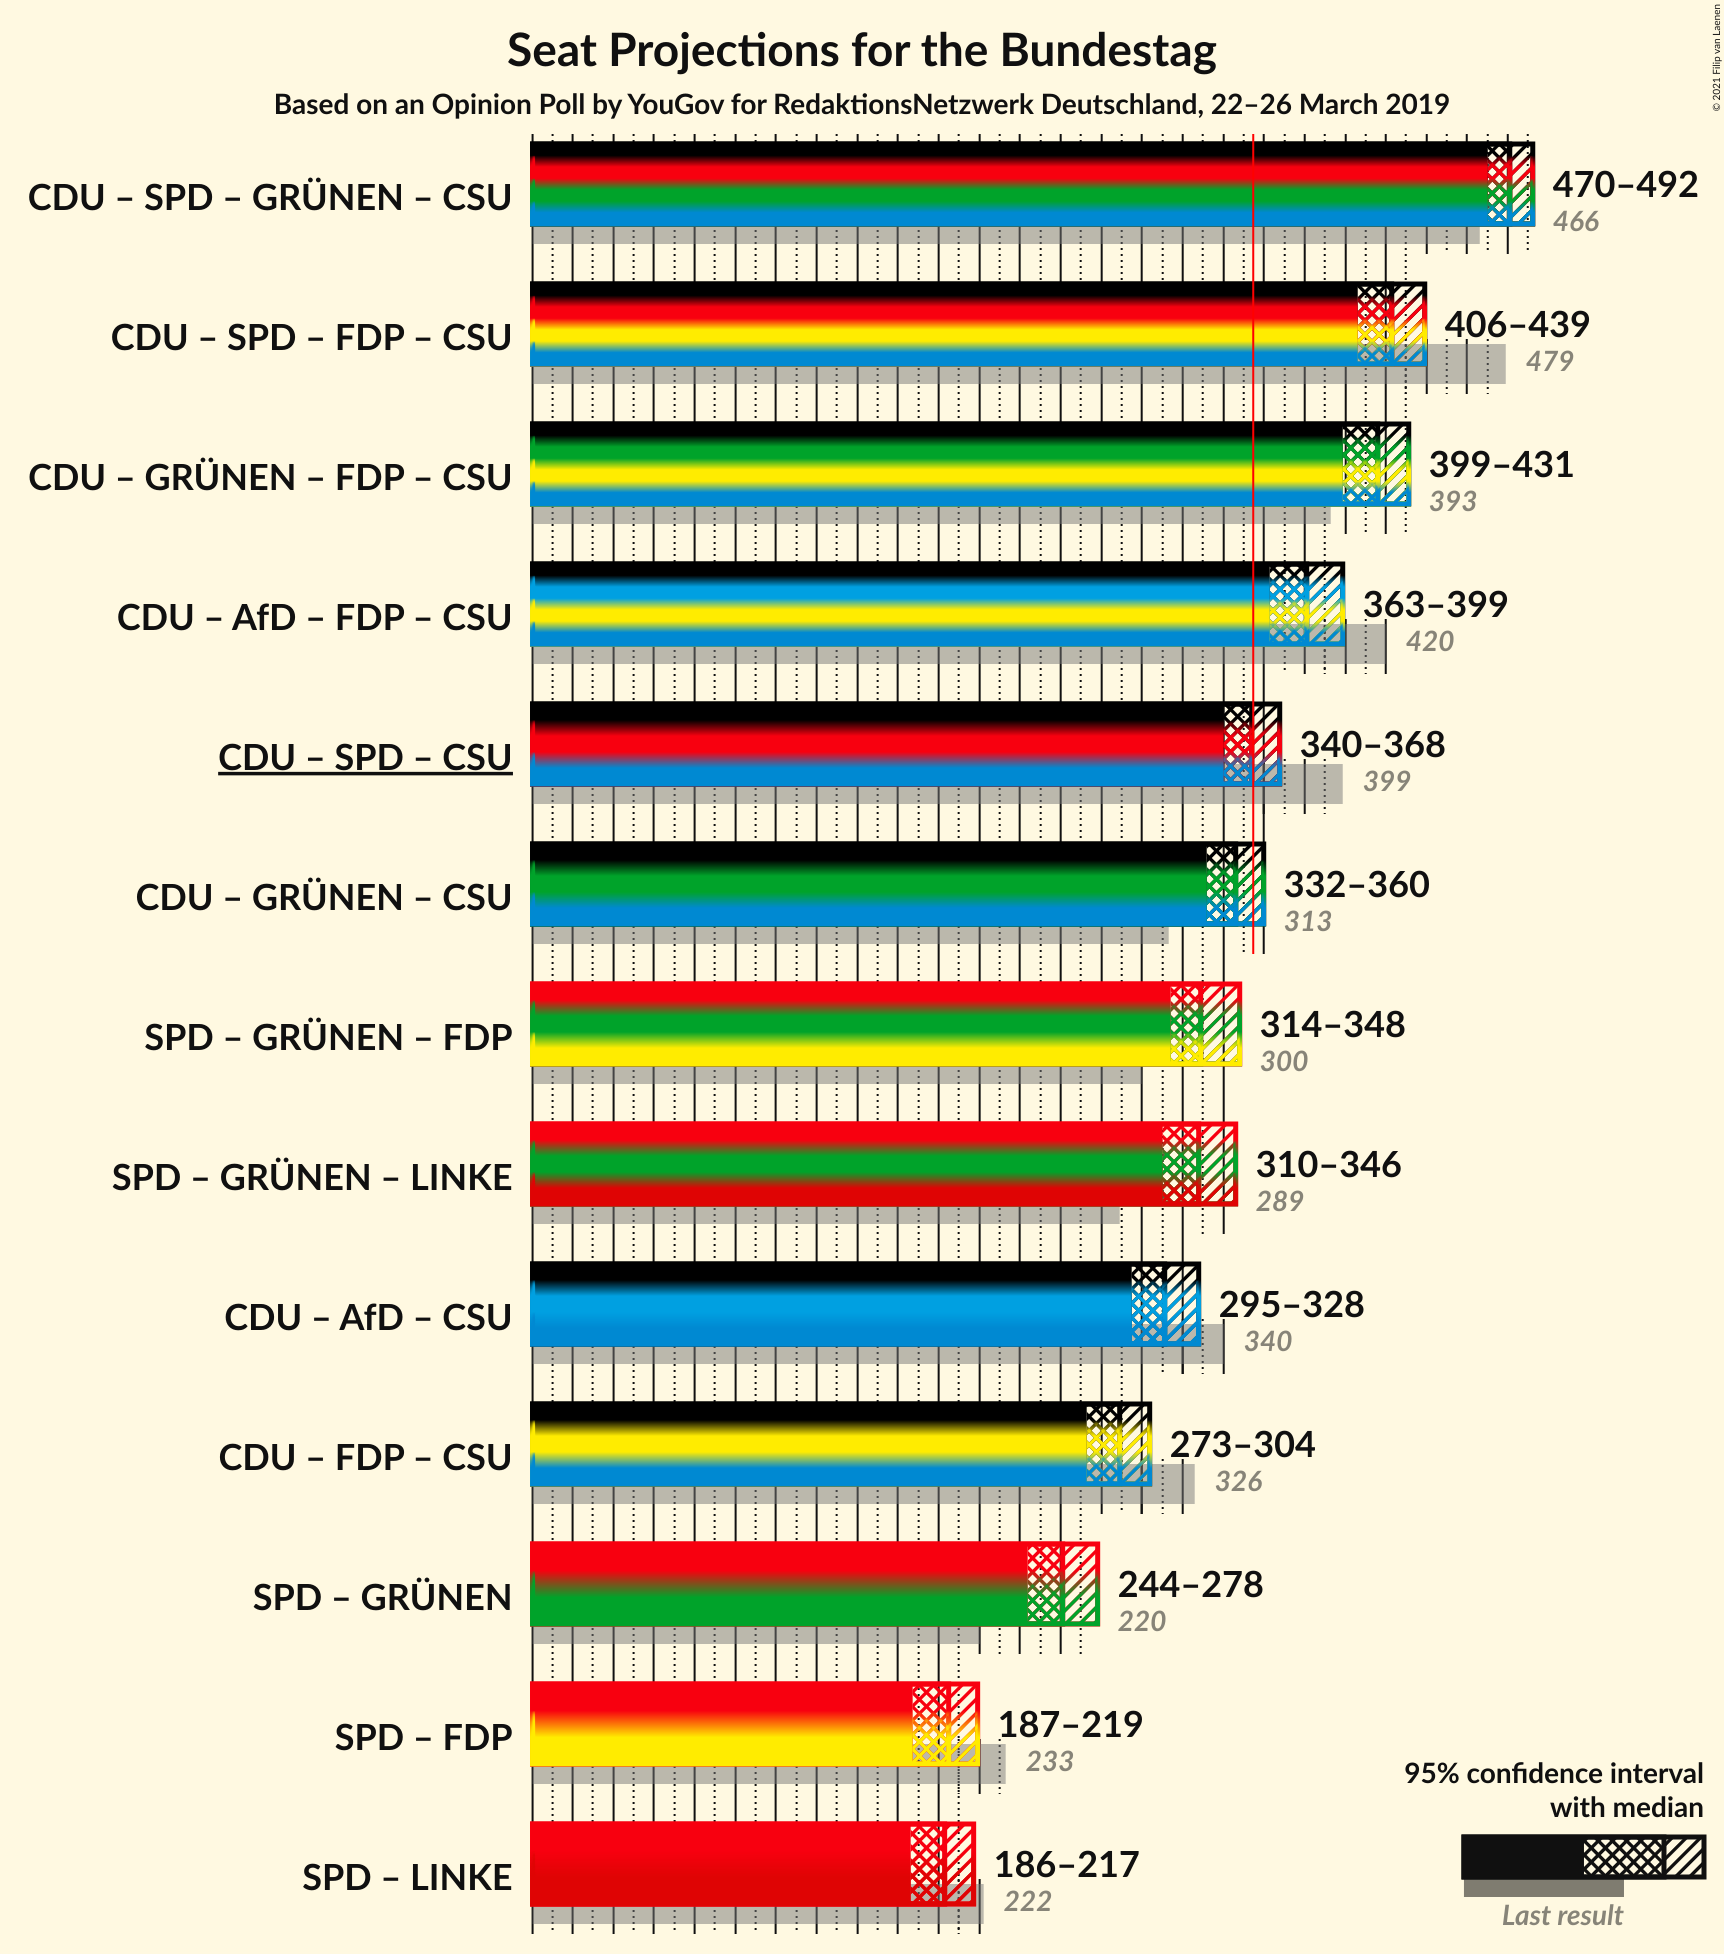 Seat Projections for the Bundestag
Based on an Opinion Poll by YouGov for RedaktionsNetzwerk Deutschland, 22–26 March 2019
© 2021 Filip van Laenen
CDU – SPD – GRÜNEN – CSU
470–492
466
CDU – SPD – FDP – CSU
406–439
479
CDU – GRÜNEN – FDP – CSU
399–431
393
CDU – AfD – FDP – CSU
363–399
420
CDU – SPD – CSU
340–368
399
CDU – GRÜNEN – CSU
332–360
313
SPD – GRÜNEN – FDP
314–348
300
SPD – GRÜNEN – LINKE
310–346
289
CDU – AfD – CSU
295–328
340
CDU – FDP – CSU
273–304
326
SPD – GRÜNEN
244–278
220
SPD – FDP
187–219
233
SPD – LINKE
186–217
222
95% confidence interval
with median
Last result